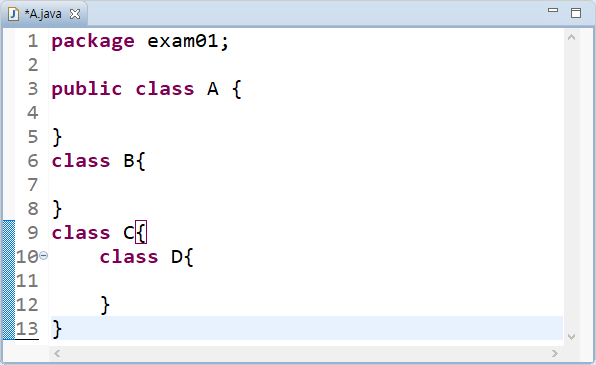 *A.java
1 package exam01;
2
3 public class A {
4
5 }
6 class B{
7
8 }
9 class C{
10     class D{
11
12     }
13 }